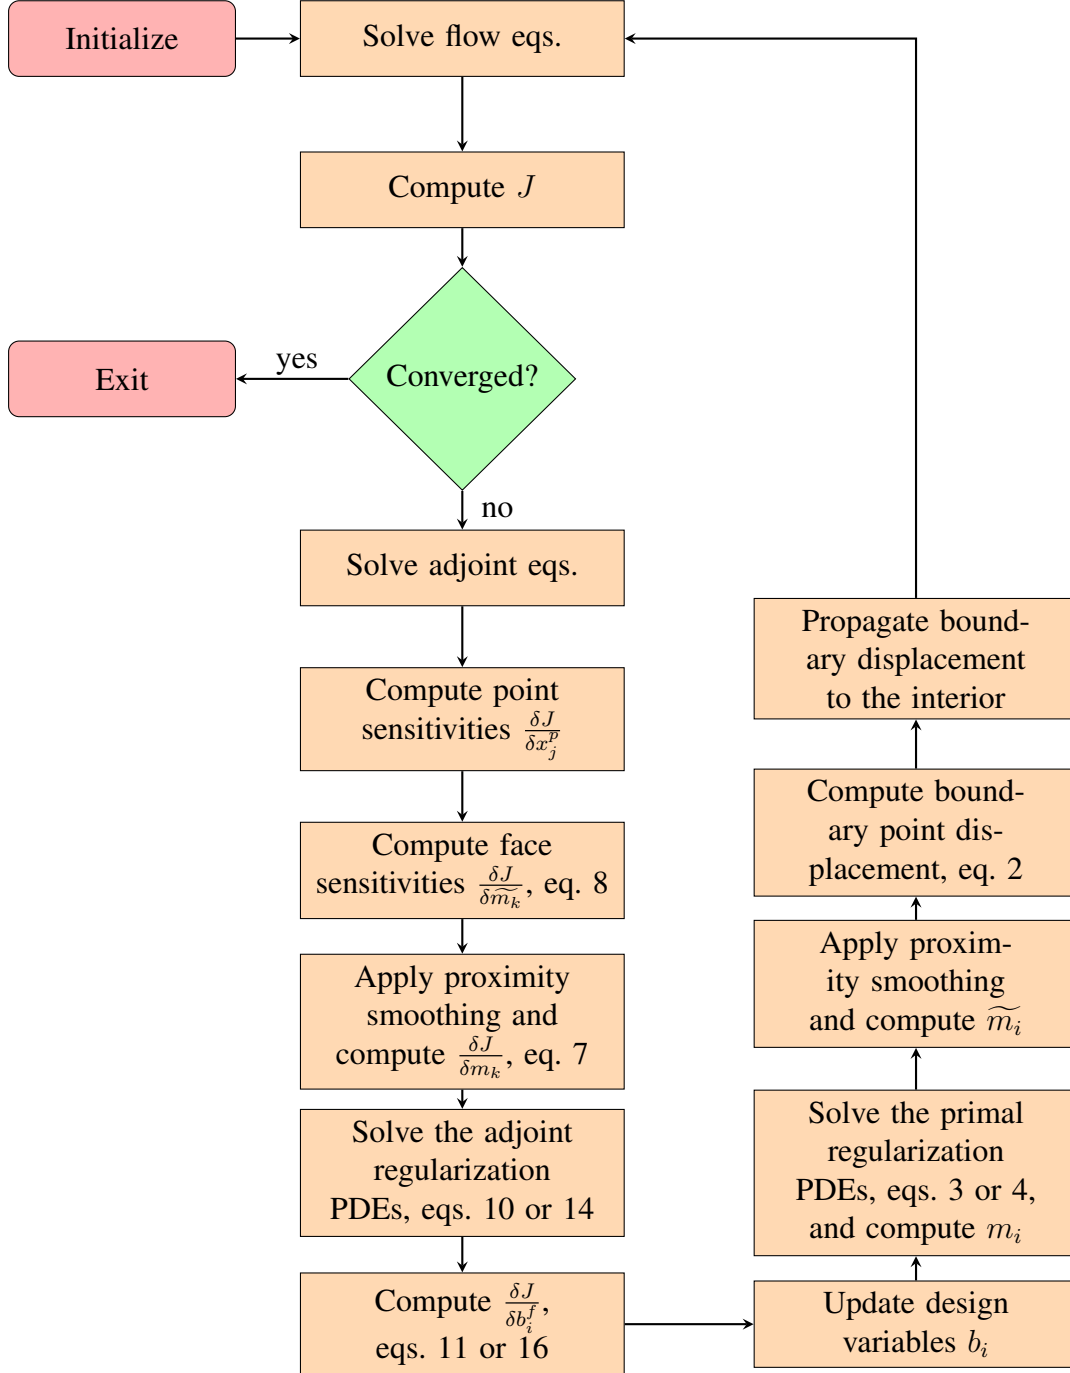 Initialize
Solve flow eqs.
Compute J
Converged?
yes
Exit
no
Solve adjoint eqs.
Compute point
sensitivities δJ/δx_j^p
Compute face
sensitivities δJ/δm̃_k, eq. 8
Apply proximity
smoothing and
compute δJ/δm_k, eq. 7
Solve the adjoint
regularization
PDEs, eqs. 10 or 14
Compute δJ/δb_i^f,
eqs. 11 or 16
Update design
variables b_i
Solve the primal
regularization
PDEs, eqs. 3 or 4,
and compute m_i
Apply proxim-
ity smoothing
and compute m̃_i
Compute bound-
ary point dis-
placement, eq. 2
Propagate bound-
ary displacement
to the interior